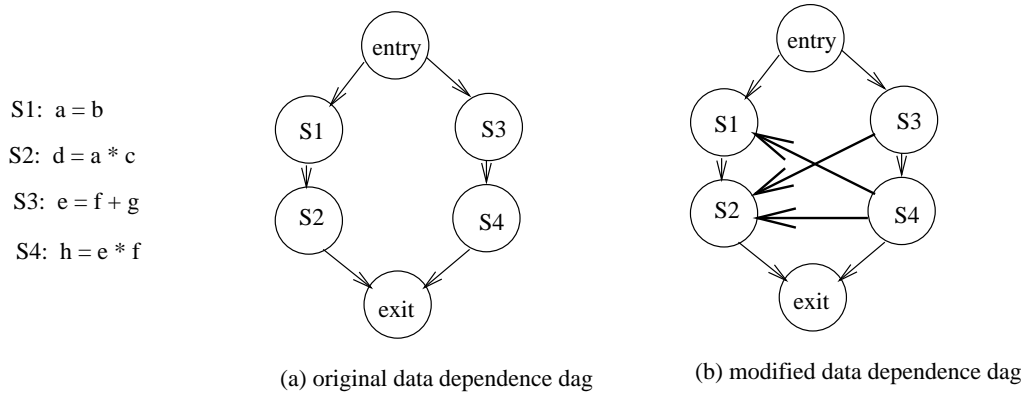 S1: a = b
S2: d = a * c
S3: e = f + g
S4: h = e * f
entry
S1
S3
S2
S4
exit
(a) original data dependence dag
entry
S1
S3
S2
S4
exit
(b) modified data dependence dag